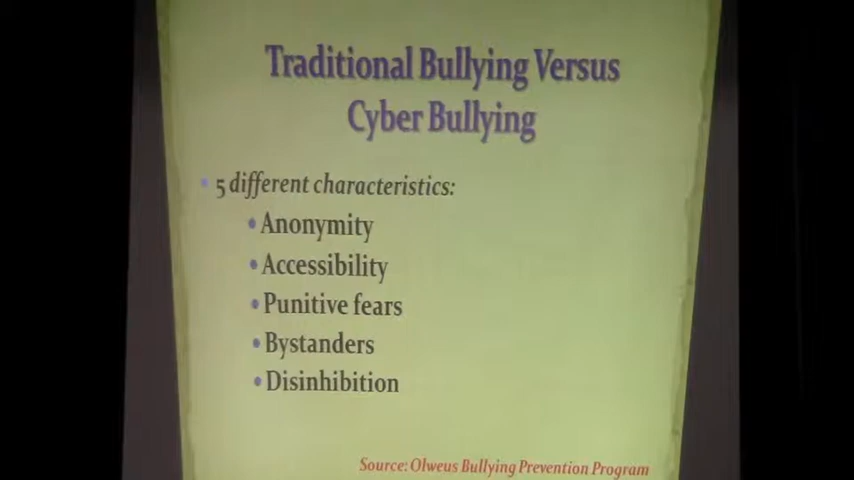 Traditional Bullying Versus
Cyber Bullying
• 5 different characteristics:
• Anonymity
• Accessibility
• Punitive fears
• Bystanders
• Disinhibition
Source: Olweus Bullying Prevention Program